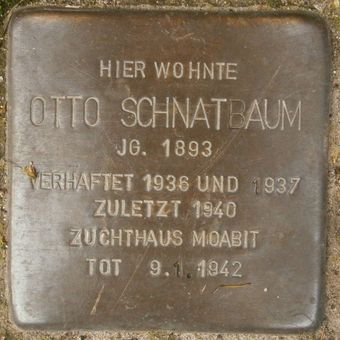 HIER WOHNTE
OTTO SCHNATBAUM
JG. 1893
VERHAFTET 1936 UND 1937
ZULETZT 1940
ZUCHTHAUS MOABIT
TOT 9.1.1942